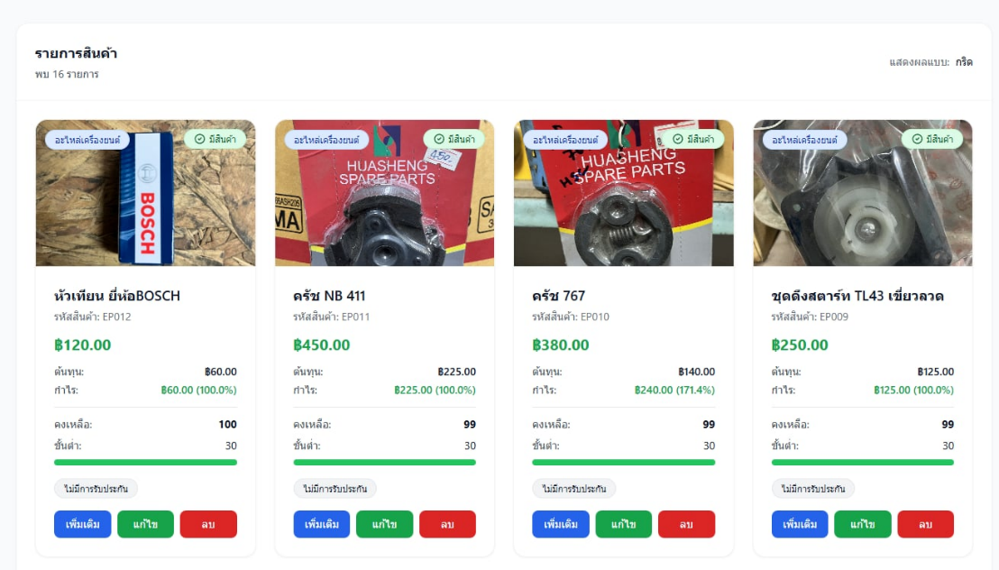 รายการสินค้า
พบ 16 รายการ
แสดงผลแบบ: กริด
อะไหล่เครื่องยนต์
มีสินค้า
BOSCH
หัวเทียน ยี่ห้อBOSCH
รหัสสินค้า: EP012
฿120.00
ต้นทุน: ฿60.00
กำไร: ฿60.00 (100.0%)
คงเหลือ: 100
ขั้นต่ำ: 30
ไม่มีการรับประกัน
เพิ่มเติม แก้ไข ลบ
อะไหล่เครื่องยนต์
มีสินค้า
450.-
HUASHENG
SPARE PARTS
MA
ครัช NB 411
รหัสสินค้า: EP011
฿450.00
ต้นทุน: ฿225.00
กำไร: ฿225.00 (100.0%)
คงเหลือ: 99
ขั้นต่ำ: 30
ไม่มีการรับประกัน
เพิ่มเติม แก้ไข ลบ
อะไหล่เครื่องยนต์
มีสินค้า
HUASHENG
SPARE PARTS
ครัช 767
รหัสสินค้า: EP010
฿380.00
ต้นทุน: ฿140.00
กำไร: ฿240.00 (171.4%)
คงเหลือ: 99
ขั้นต่ำ: 30
ไม่มีการรับประกัน
เพิ่มเติม แก้ไข ลบ
อะไหล่เครื่องยนต์
มีสินค้า
ชุดดึงสตาร์ท TL43 เขี่ยวลวด
รหัสสินค้า: EP009
฿250.00
ต้นทุน: ฿125.00
กำไร: ฿125.00 (100.0%)
คงเหลือ: 99
ขั้นต่ำ: 30
ไม่มีการรับประกัน
เพิ่มเติม แก้ไข ลบ